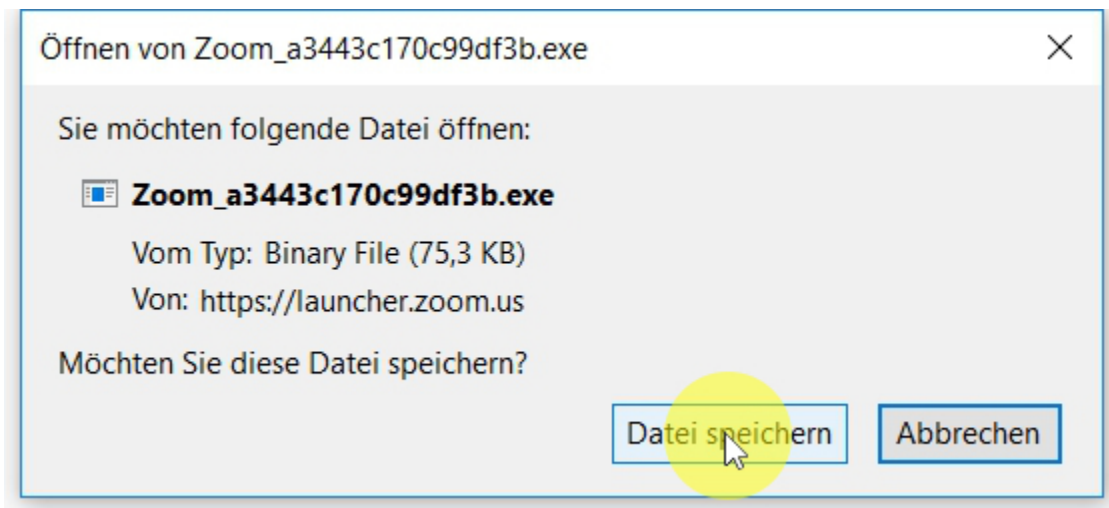 Öffnen von Zoom_a3443c170c99df3b.exe
Sie möchten folgende Datei öffnen:
Zoom_a3443c170c99df3b.exe
Vom Typ: Binary File (75,3 KB)
Von: https://launcher.zoom.us
Möchten Sie diese Datei speichern?
Datei speichern Abbrechen